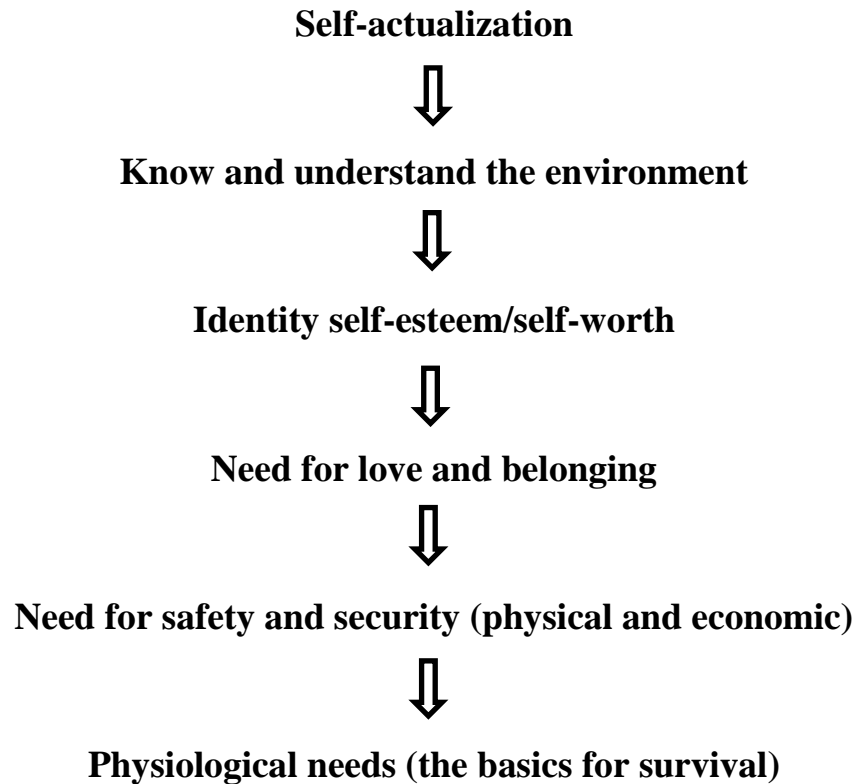 Self-actualization
Know and understand the environment
Identity self-esteem/self-worth
Need for love and belonging
Need for safety and security (physical and economic)
Physiological needs (the basics for survival)